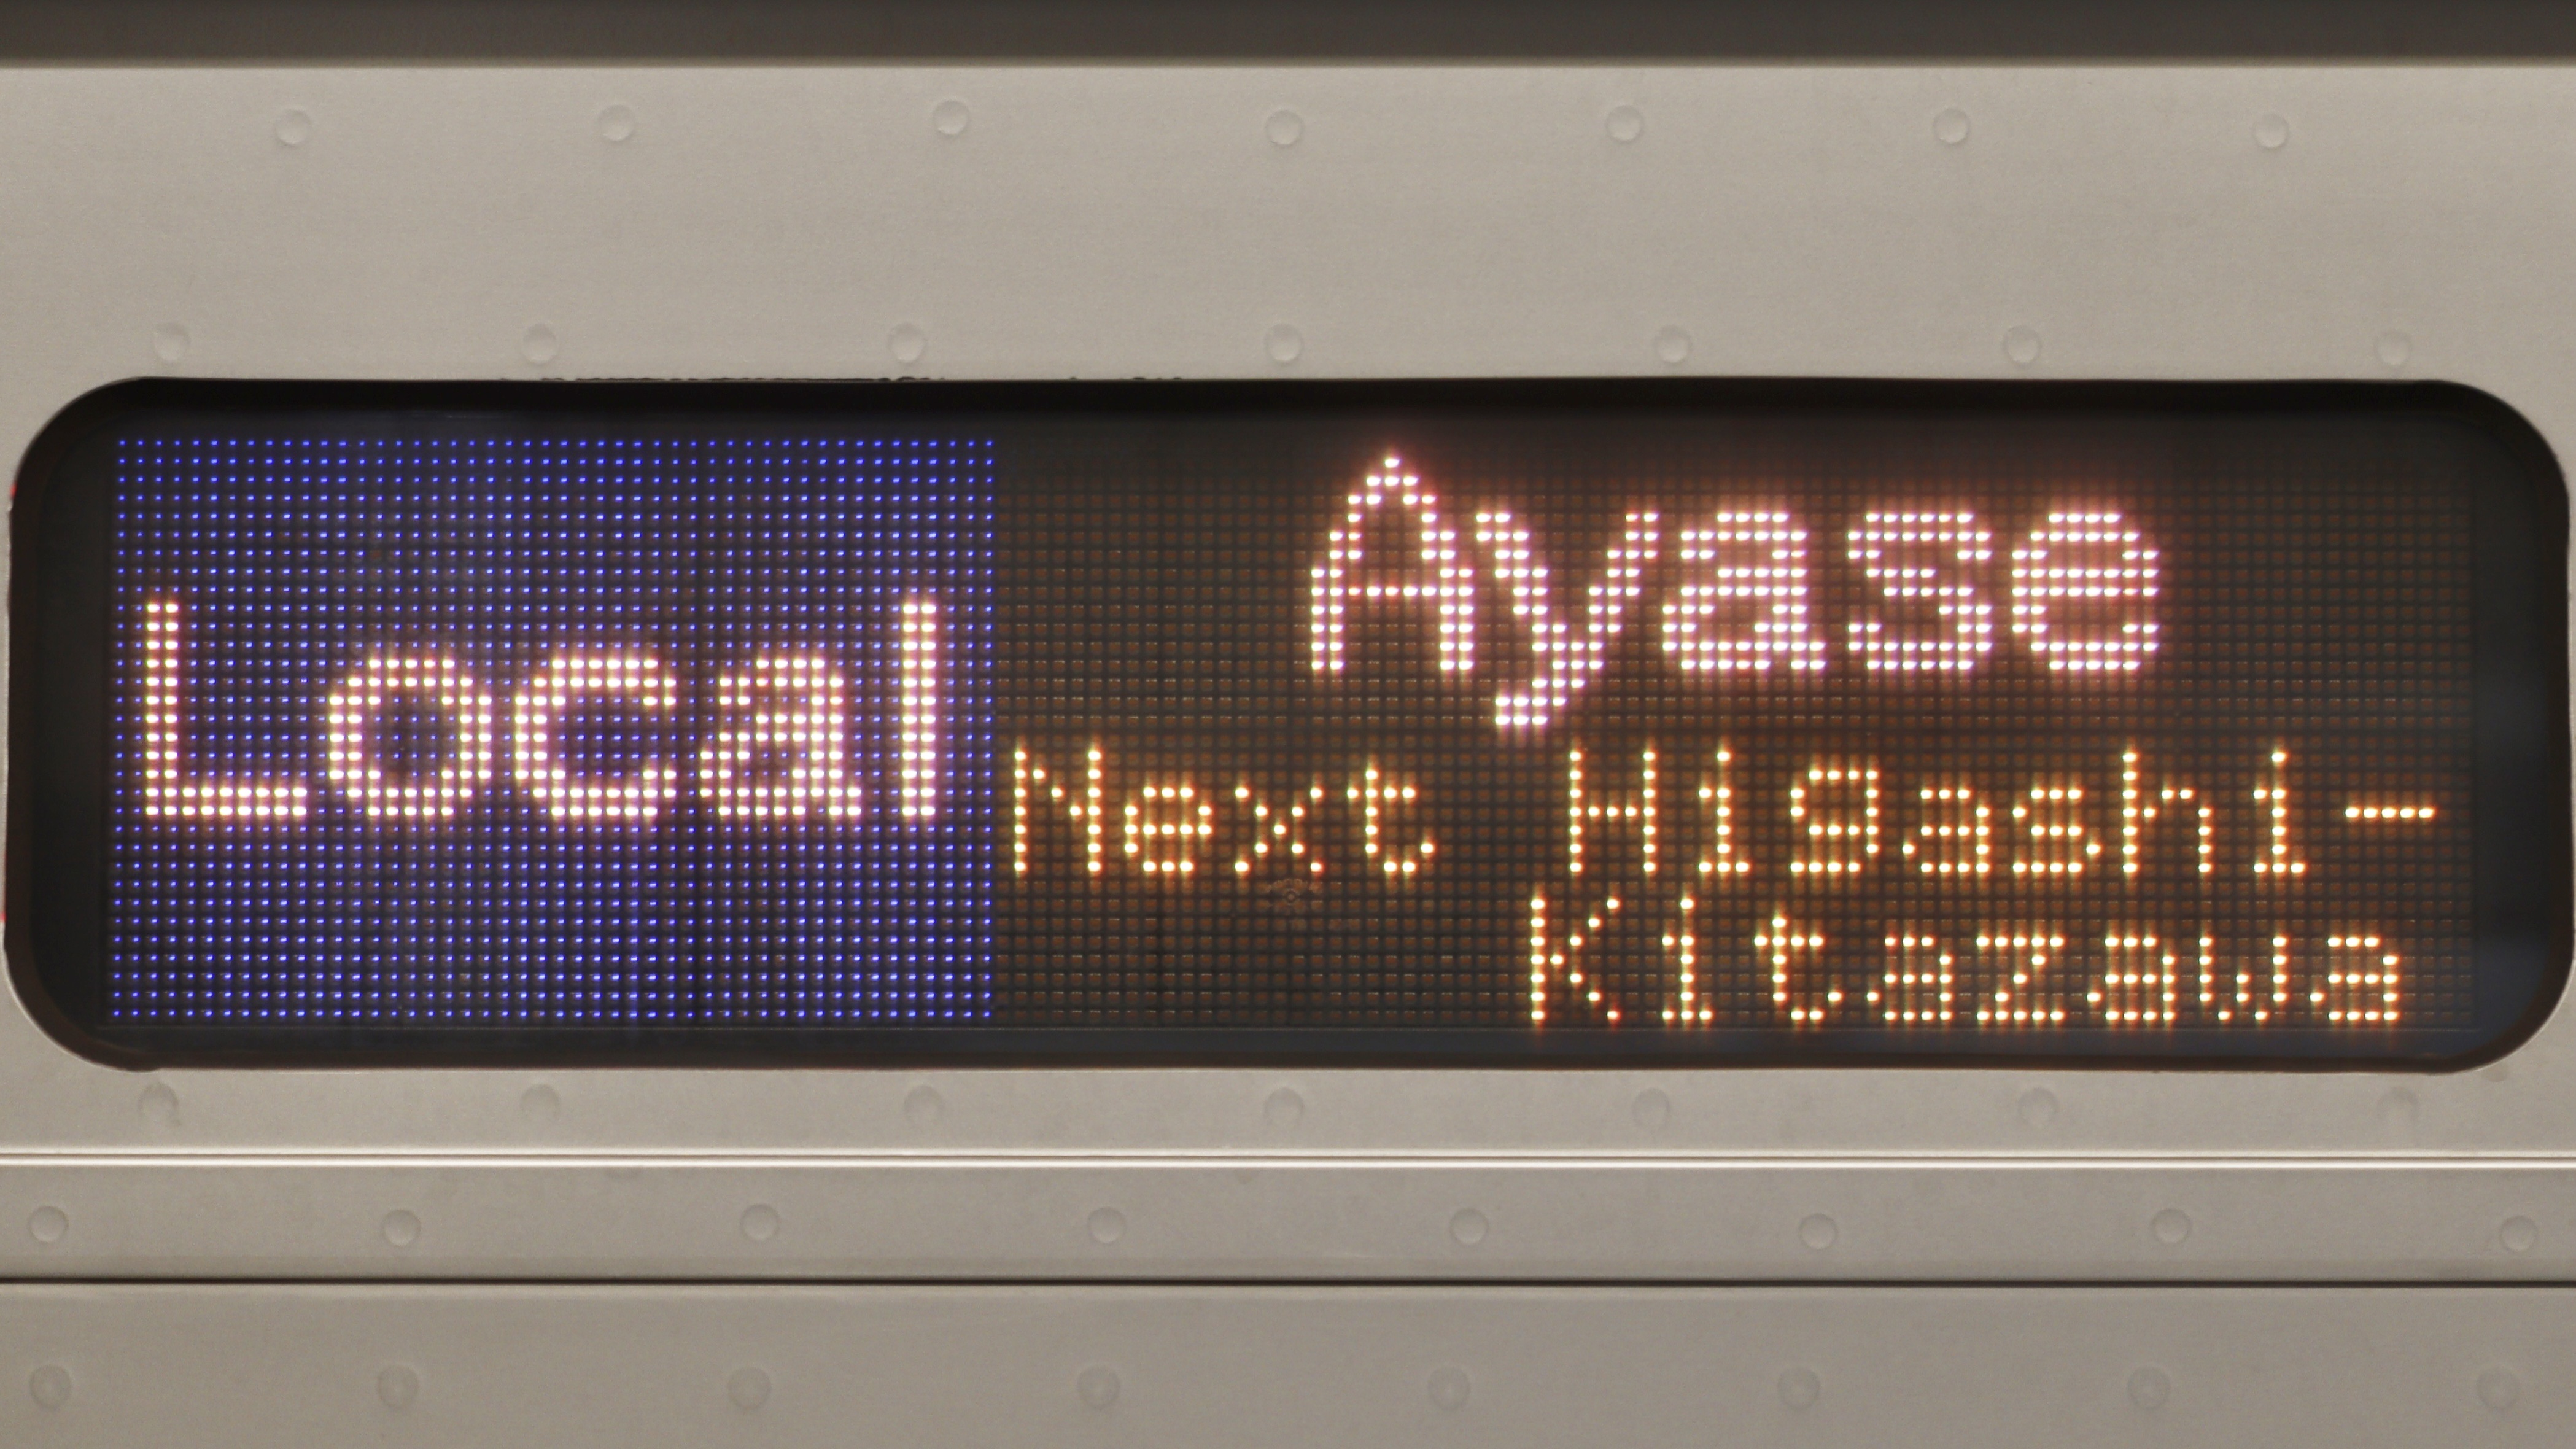 Local
Ayase
Next Higashi-
Kitazawa